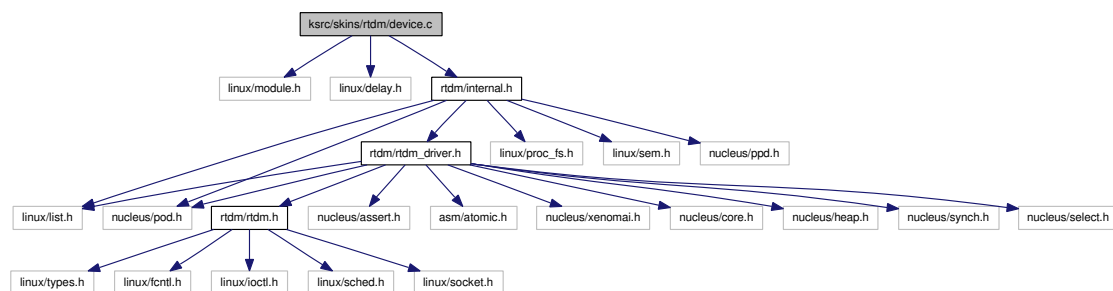 ksrc/skins/rtdm/device.c
linux/module.h
linux/delay.h
rtdm/internal.h
rtdm/rtdm_driver.h
linux/proc_fs.h
linux/sem.h
nucleus/ppd.h
linux/list.h
nucleus/pod.h
rtdm/rtdm.h
nucleus/assert.h
asm/atomic.h
nucleus/xenomai.h
nucleus/core.h
nucleus/heap.h
nucleus/synch.h
nucleus/select.h
linux/types.h
linux/fcntl.h
linux/ioctl.h
linux/sched.h
linux/socket.h